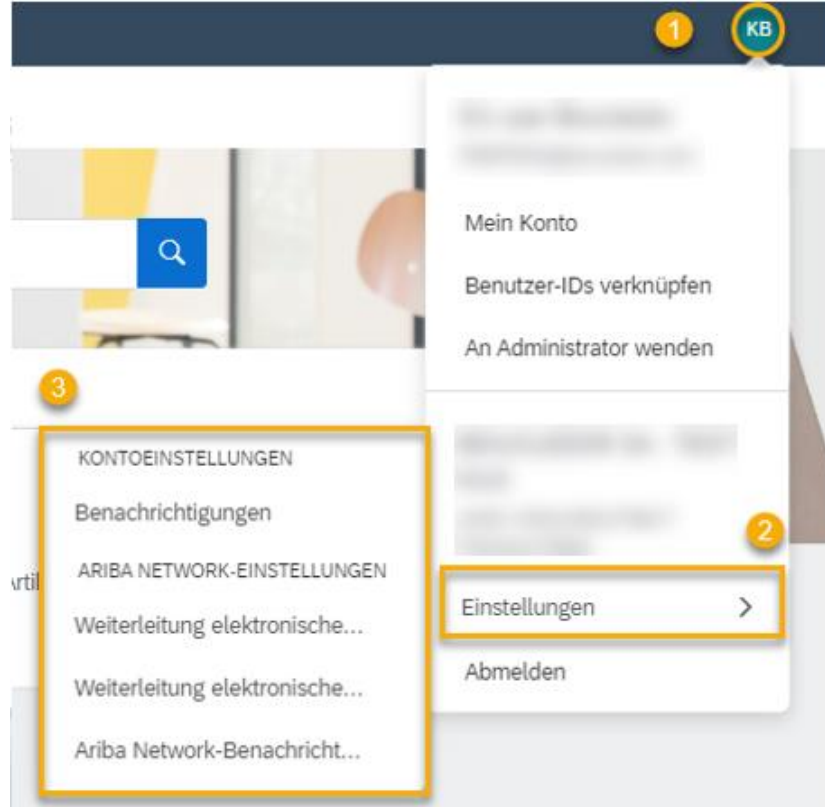 1
KB
Mein Konto
Benutzer-IDs verknüpfen
An Administrator wenden
3
KONTOEINSTELLUNGEN
Benachrichtigungen
ARIBA NETWORK-EINSTELLUNGEN
Weiterleitung elektronische...
Weiterleitung elektronische...
Ariba Network-Benachricht...
2
Einstellungen
Abmelden